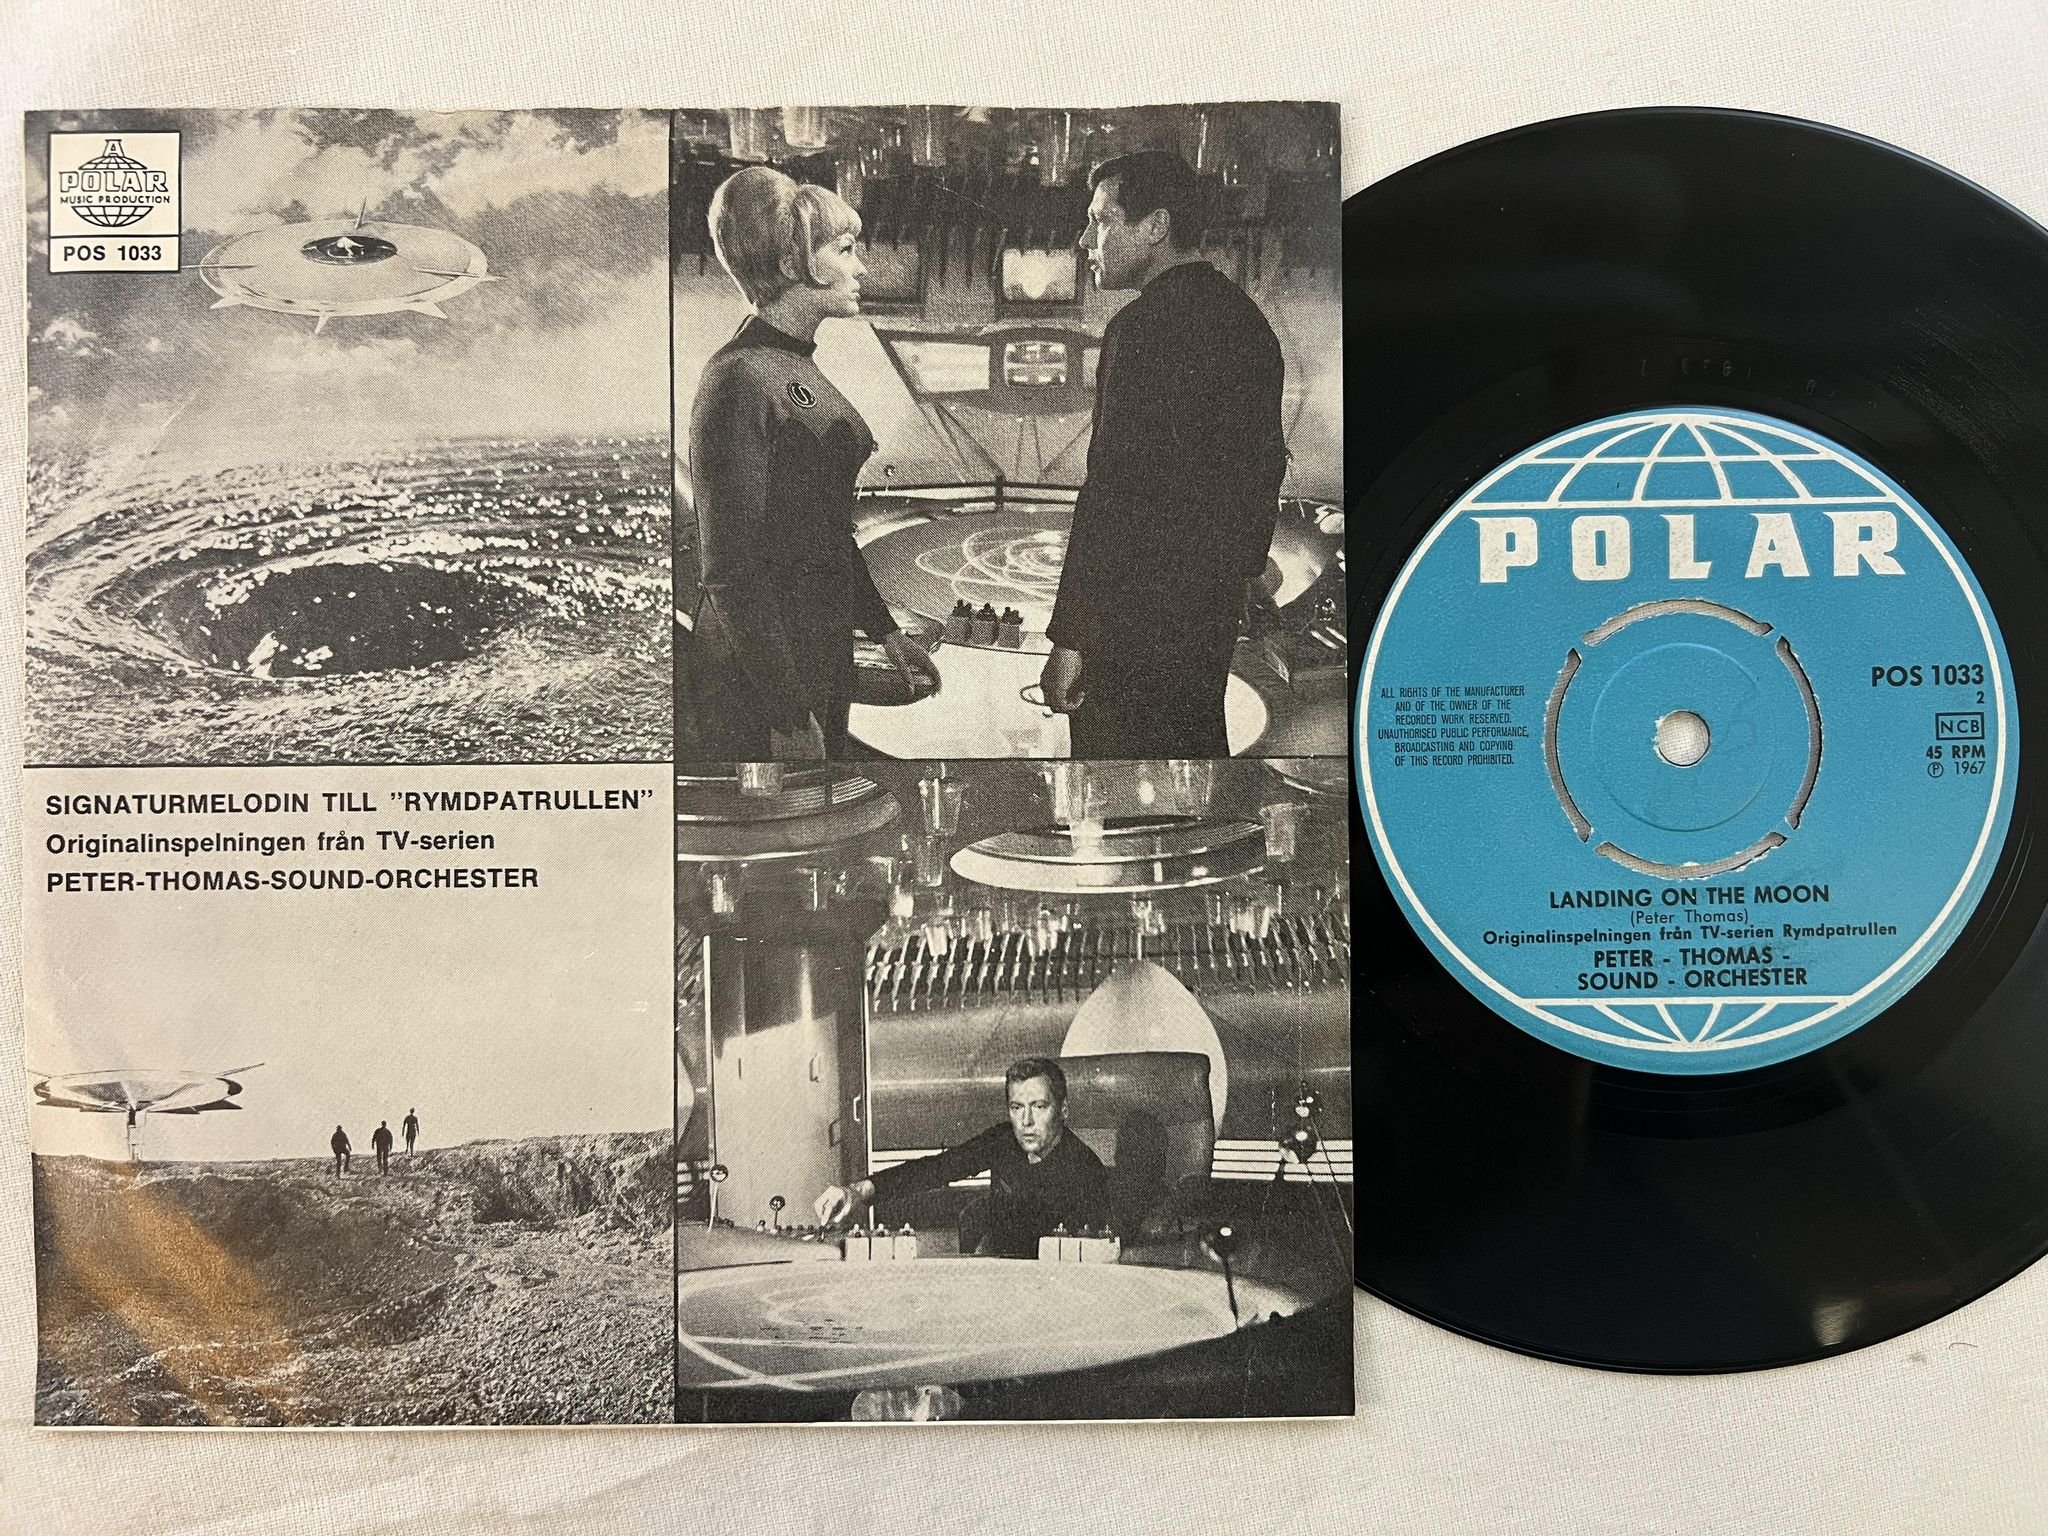 A
POLAR
MUSIC PRODUCTION
POS 1033
SIGNATURMELODIN TILL ”RYMDPATRULLEN”
Originalinspelningen från TV-serien
PETER-THOMAS-SOUND-ORCHESTER
POLAR
POS 1033
2
NCB
45 RPM
Ⓟ 1967
ALL RIGHTS OF THE MANUFACTURER
AND OF THE OWNER OF THE
RECORDED WORK RESERVED.
UNAUTHORISED PUBLIC PERFORMANCE,
BROADCASTING AND COPYING
OF THIS RECORD PROHIBITED.
LANDING ON THE MOON
(Peter Thomas)
Originalinspelningen från TV-serien Rymdpatrullen
PETER - THOMAS -
SOUND - ORCHESTER